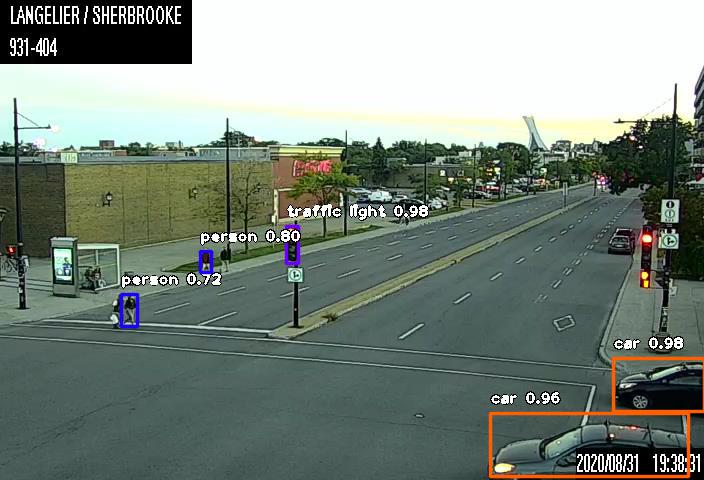 LANGELIER / SHERBROOKE
931-404
traffic light 0.98
person 0.80
person 0.72
car 0.98
car 0.96
2020/08/31 19:38:31